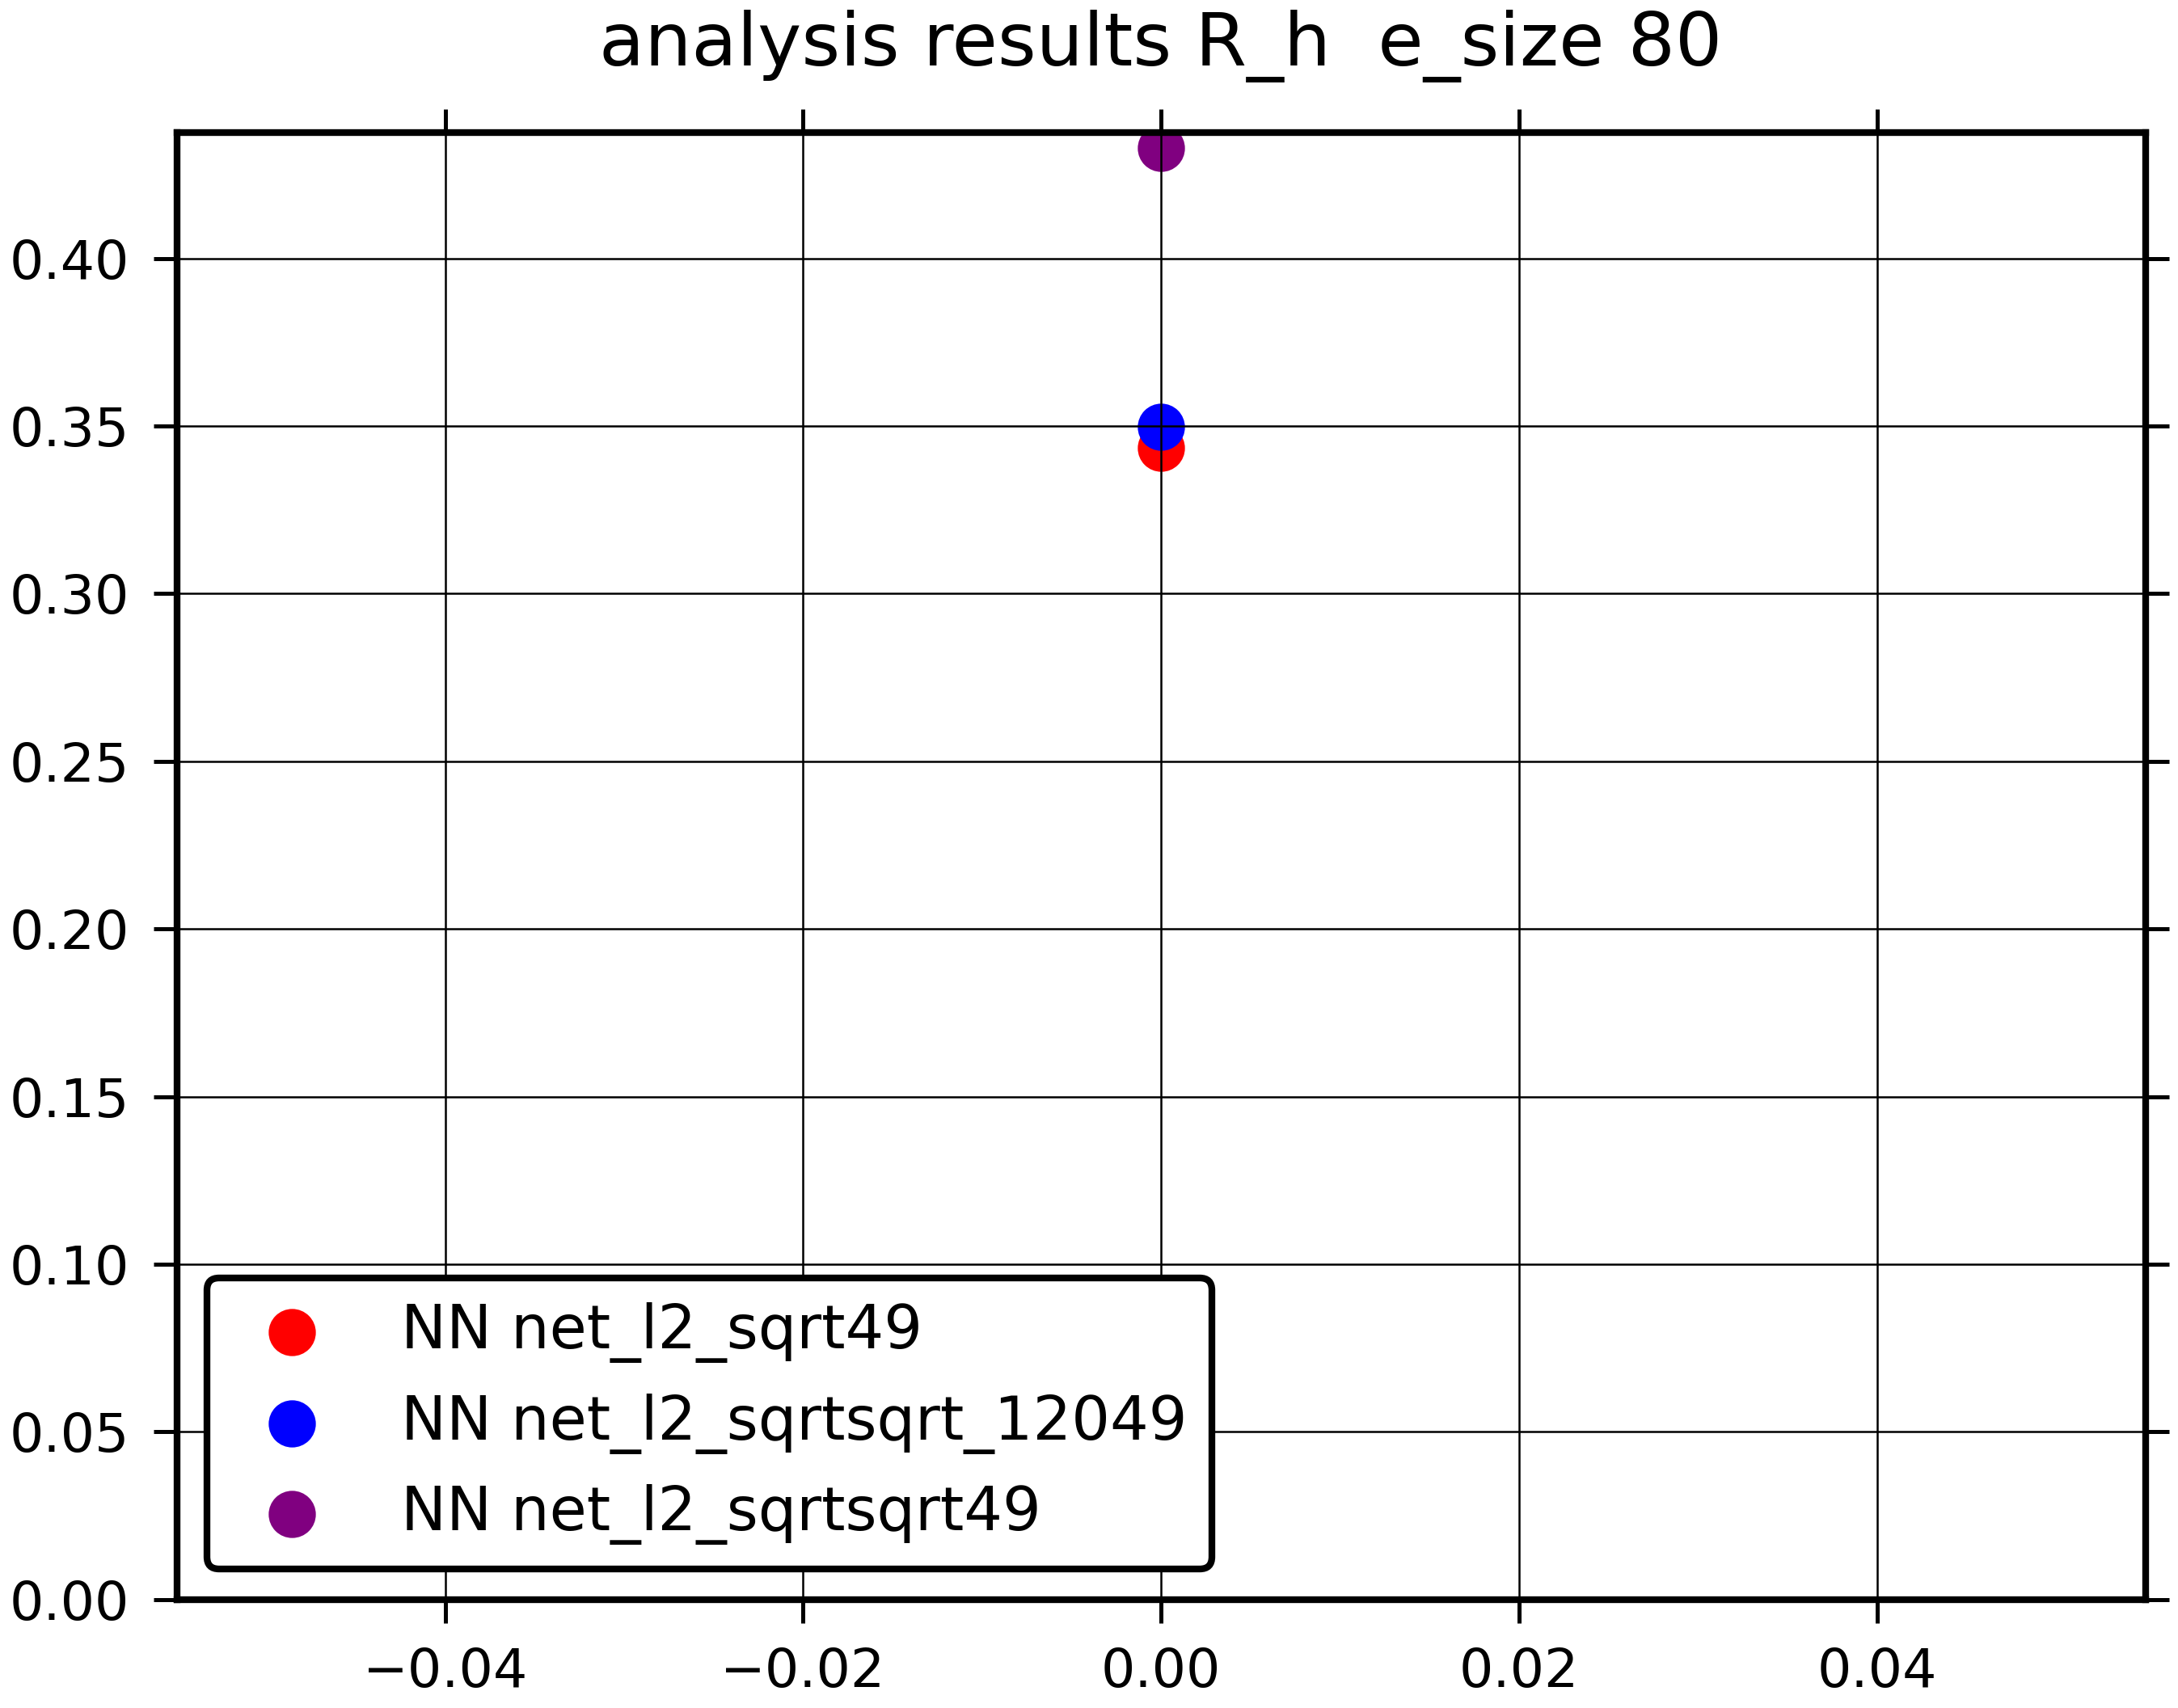 analysis results R_h e_size 80
0.40
0.35
0.30
0.25
0.20
0.15
0.10
0.05
0.00
NN net_l2_sqrt49
NN net_l2_sqrtsqrt_12049
NN net_l2_sqrtsqrt49
−0.04 −0.02 0.00 0.02 0.04